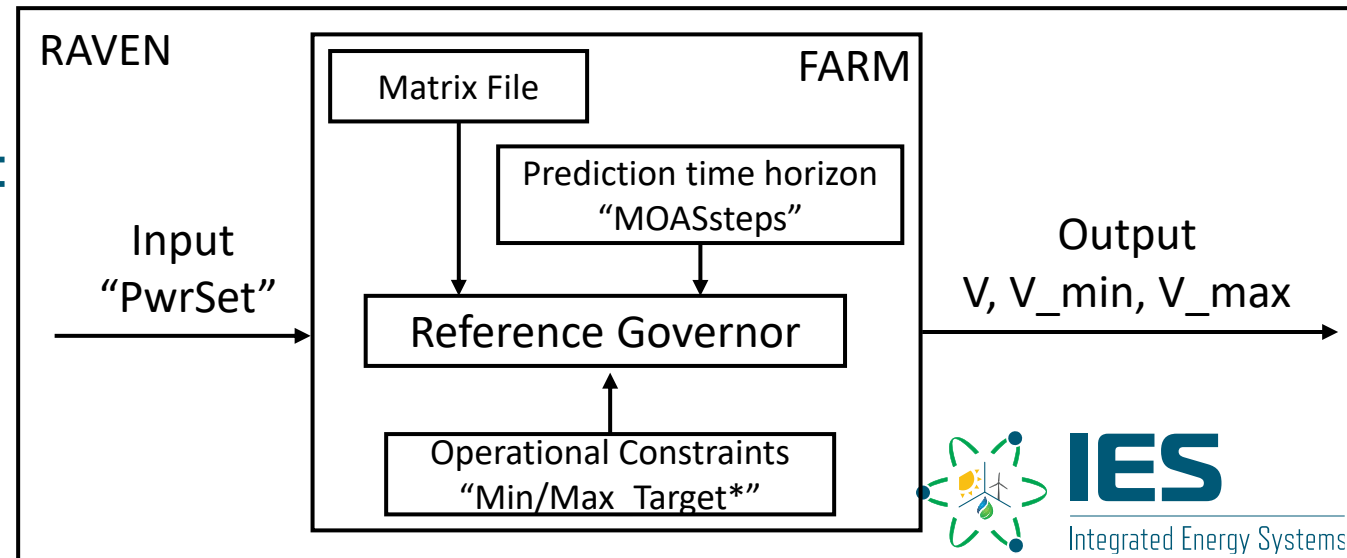 RAVEN
FARM
Matrix File
Prediction time horizon
“MOASsteps”
:
Input
“PwrSet”
Output
V, V_min, V_max
Reference Governor
Operational Constraints
“Min/Max_Target*”
IES
Integrated Energy Systems